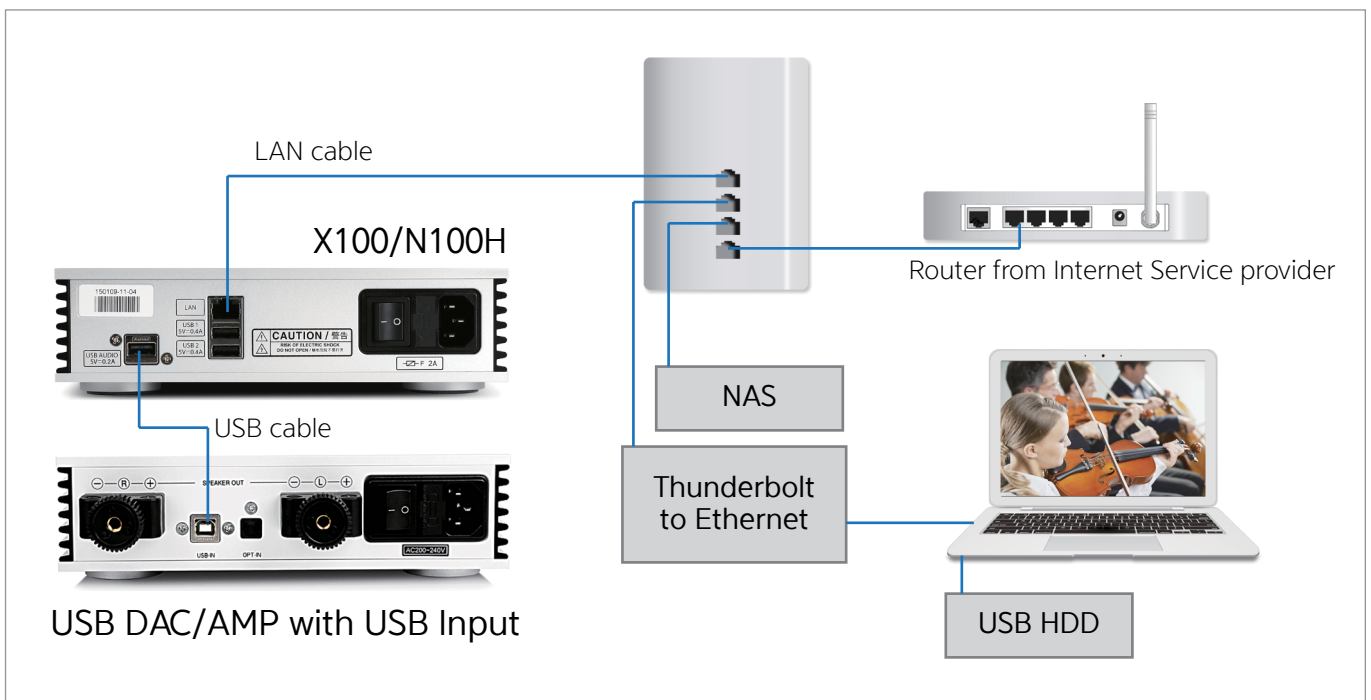 LAN cable
X100/N100H
150109-11-04
LAN
USB 1
5V⎓0.4A
USB 2
5V⎓0.4A
USB AUDIO
5V⎓0.2A
CAUTION / 警告
RISK OF ELECTRIC SHOCK
DO NOT OPEN /
F 2A
Router from Internet Service provider
USB cable
NAS
Thunderbolt
to Ethernet
USB HDD
R
SPEAKER OUT
L
USB-IN
OPT-IN
AC200~240V
USB DAC/AMP with USB Input